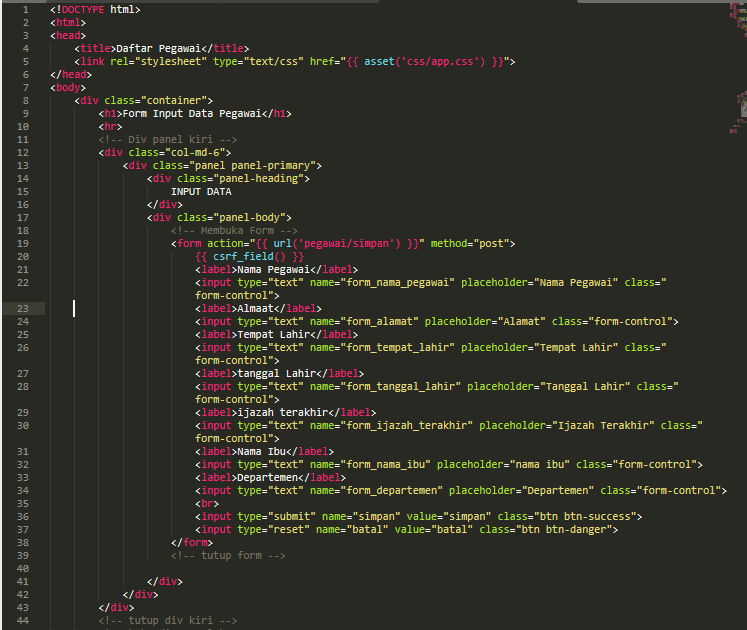 1 <!DOCTYPE html>
2 <html>
3 <head>
4 <title>Daftar Pegawai</title>
5 <link rel="stylesheet" type="text/css" href="{{ asset('css/app.css') }}">
6 </head>
7 <body>
8 <div class="container">
9 <h1>Form Input Data Pegawai</h1>
10 <hr>
11 <!-- Div panel kiri -->
12 <div class="col-md-6">
13 <div class="panel panel-primary">
14 <div class="panel-heading">
15 INPUT DATA
16 </div>
17 <div class="panel-body">
18 <!-- Membuka Form -->
19 <form action="{{ url('pegawai/simpan') }}" method="post">
20 {{ csrf_field() }}
21 <label>Nama Pegawai</label>
22 <input type="text" name="form_nama_pegawai" placeholder="Nama Pegawai" class="
form-control">
23 <label>Almaat</label>
24 <input type="text" name="form_alamat" placeholder="Alamat" class="form-control">
25 <label>Tempat Lahir</label>
26 <input type="text" name="form_tempat_lahir" placeholder="Tempat Lahir" class="
form-control">
27 <label>tanggal Lahir</label>
28 <input type="text" name="form_tanggal_lahir" placeholder="Tanggal Lahir" class="
form-control">
29 <label>ijazah terakhir</label>
30 <input type="text" name="form_ijazah_terakhir" placeholder="Ijazah Terakhir" class="
form-control">
31 <label>Nama Ibu</label>
32 <input type="text" name="form_nama_ibu" placeholder="nama ibu" class="form-control">
33 <label>Departemen</label>
34 <input type="text" name="form_departemen" placeholder="Departemen" class="form-control">
35 <br>
36 <input type="submit" name="simpan" value="simpan" class="btn btn-success">
37 <input type="reset" name="batal" value="batal" class="btn btn-danger">
38 </form>
39 <!-- tutup form -->
40
41 </div>
42 </div>
43 </div>
44 <!-- tutup div kiri -->